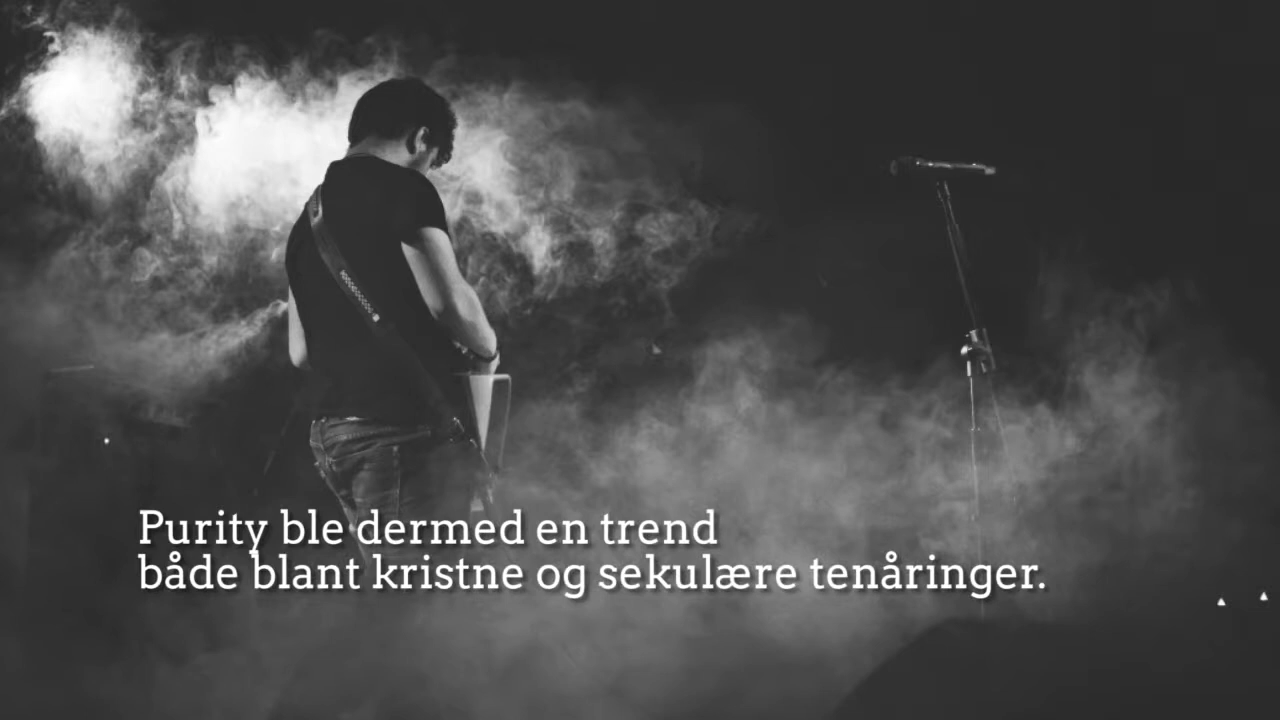 Purity ble dermed en trend
både blant kristne og sekulære tenåringer.